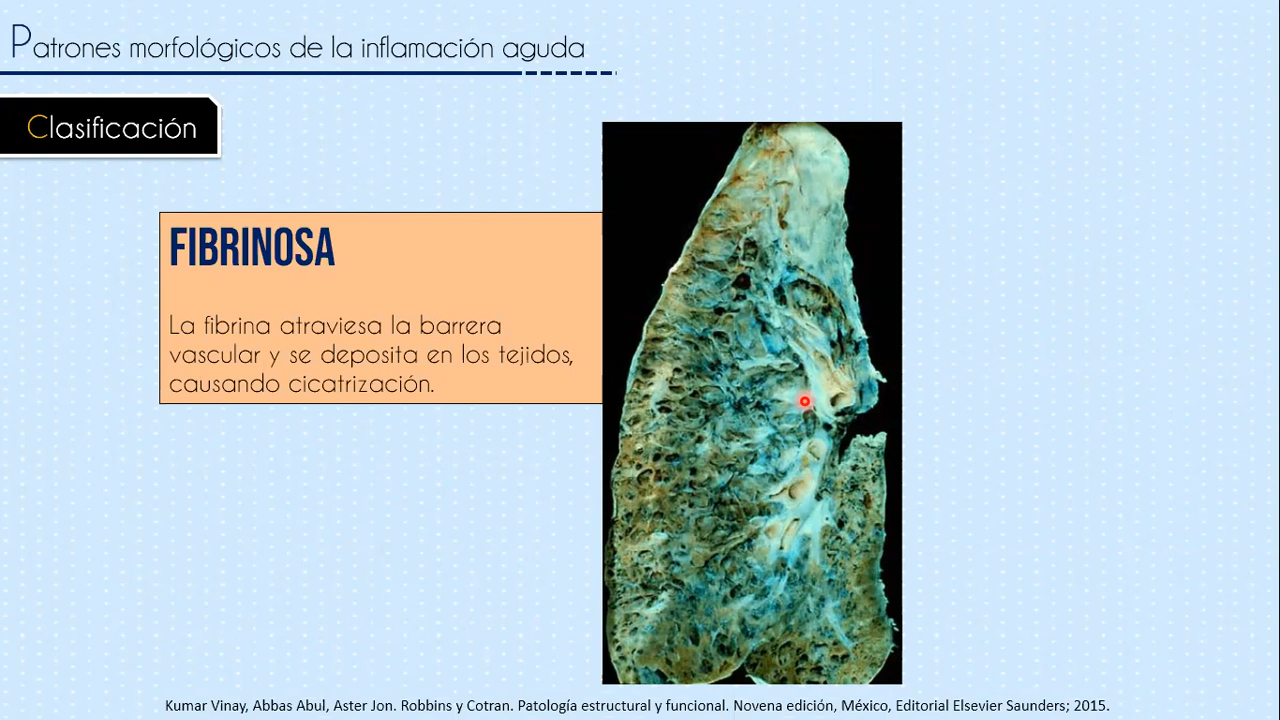 Patrones morfológicos de la inflamación aguda
Clasificación
FIBRINOSA
La fibrina atraviesa la barrera
vascular y se deposita en los tejidos,
causando cicatrización.
Kumar Vinay, Abbas Abul, Aster Jon. Robbins y Cotran. Patología estructural y funcional. Novena edición, México, Editorial Elsevier Saunders; 2015.